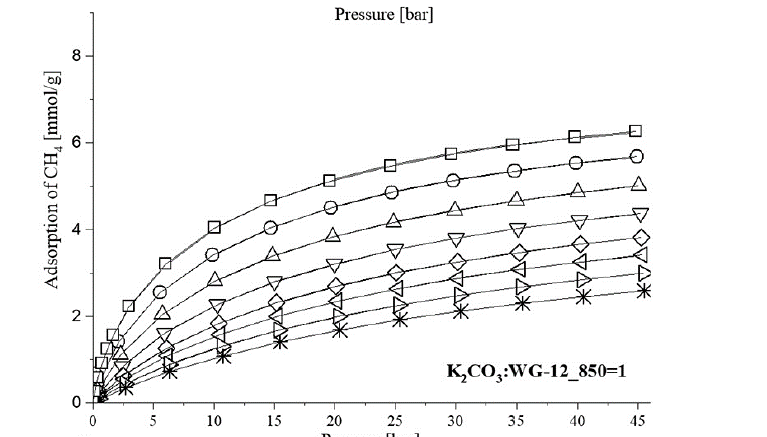 Pressure [bar]
8
6
4
2
0
Adsorption of CH₄ [mmol/g]
K₂CO₃:WG-12_850=1
0 5 10 15 20 25 30 35 40 45